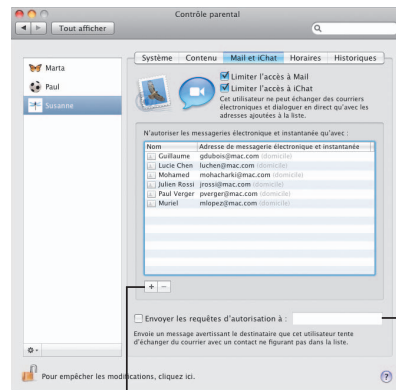 Contrôle parental
Tout afficher
Système Contenu Mail et iChat Horaires Historiques
Marta
Paul
Susanne
Limiter l'accès à Mail
Limiter l'accès à iChat
Cet utilisateur ne peut échanger des courriers
électroniques et dialoguer en direct qu'avec les
adresses ajoutées à la liste.
N'autoriser les messageries électronique et instantanée qu'avec :
Nom Adresse de messagerie électronique et instantanée
Guillaume gdubois@mac.com (domicile)
Lucie Chen luchen@mac.com (domicile)
Mohamed mohacharki@mac.com (domicile)
Julien Rossi jrossi@mac.com (domicile)
Paul Verger pverger@mac.com (domicile)
Muriel mlopez@mac.com (domicile)
+ −
Envoyer les requêtes d'autorisation à :
Envoie un message avertissant le destinataire que cet utilisateur tente
d'échanger du courrier avec un contact ne figurant pas dans la liste.
Pour empêcher les modifications, cliquez ici.
?